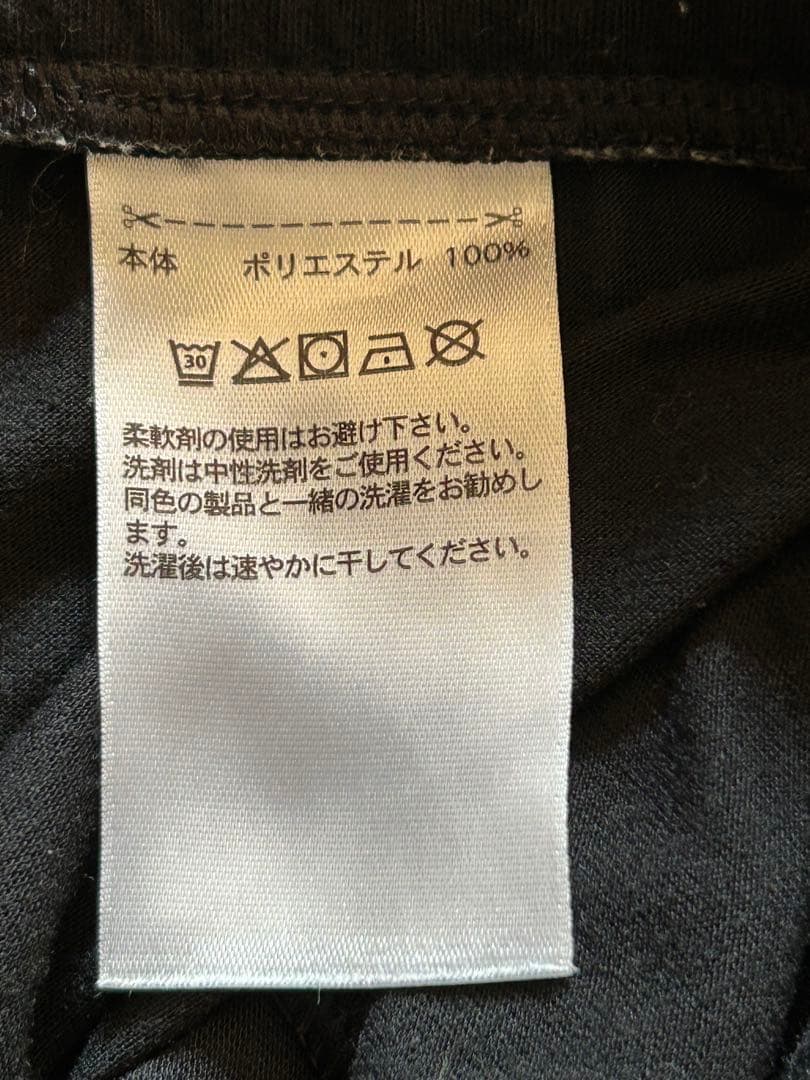 本体 ポリエステル 100%
30
柔軟剤の使用はお避け下さい。
洗剤は中性洗剤をご使用ください。
同色の製品と一緒の洗濯をお勧めし
ます。
洗濯後は速やかに干してください。